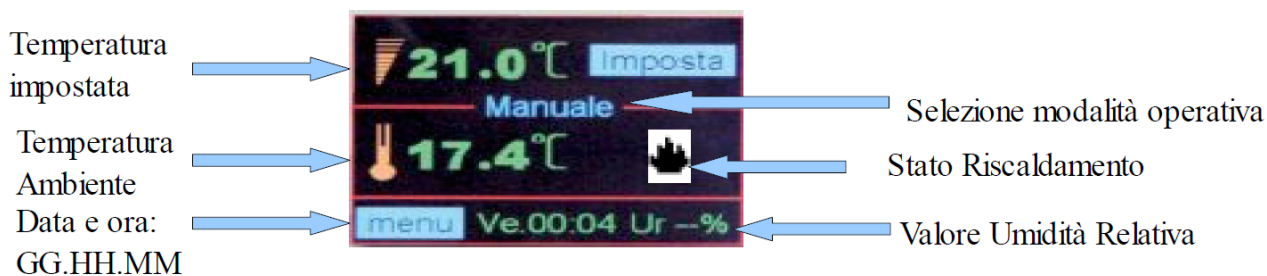 Temperatura
impostata
21.0℃ Imposta
Manuale
Selezione modalità operativa
Temperatura
Ambiente
17.4℃
Stato Riscaldamento
Data e ora:
GG.HH.MM
menu Ve.00:04 Ur --%
Valore Umidità Relativa